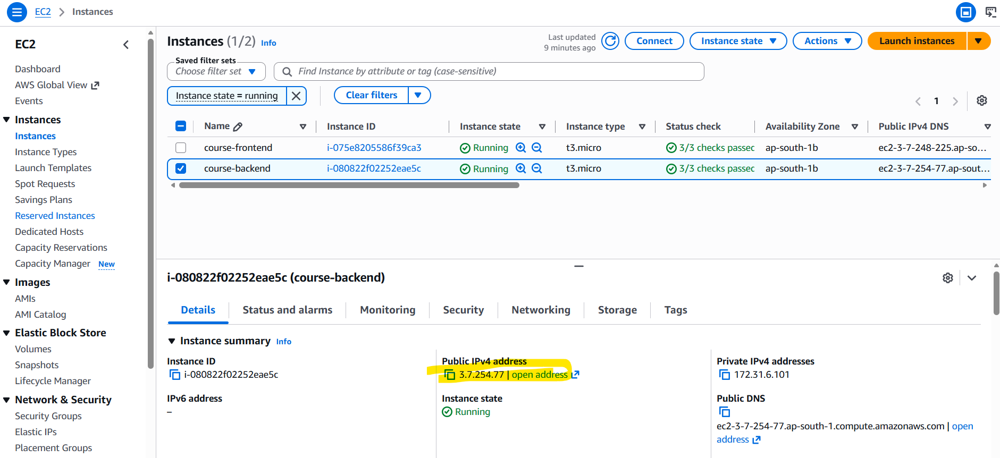 EC2 > Instances
EC2
Dashboard
AWS Global View
Events
Instances
Instances
Instance Types
Launch Templates
Spot Requests
Savings Plans
Reserved Instances
Dedicated Hosts
Capacity Reservations
Capacity Manager New
Images
AMIs
AMI Catalog
Elastic Block Store
Volumes
Snapshots
Lifecycle Manager
Network & Security
Security Groups
Elastic IPs
Placement Groups
Instances (1/2) Info
Last updated
9 minutes ago
Connect
Instance state
Actions
Launch instances
Saved filter sets
Choose filter set
Find Instance by attribute or tag (case-sensitive)
Instance state = running
Clear filters
1
Name Instance ID Instance state Instance type Status check Availability Zone Public IPv4 DNS
course-frontend i-075e8205586f39ca3 Running t3.micro 3/3 checks passed ap-south-1b ec2-3-7-248-225.ap-so...
course-backend i-080822f02252eae5c Running t3.micro 3/3 checks passed ap-south-1b ec2-3-7-254-77.ap-sout...
i-080822f02252eae5c (course-backend)
Details Status and alarms Monitoring Security Networking Storage Tags
Instance summary Info
Instance ID
i-080822f02252eae5c
Public IPv4 address
3.7.254.77 | open address
Private IPv4 addresses
172.31.6.101
IPv6 address
–
Instance state
Running
Public DNS
ec2-3-7-254-77.ap-south-1.compute.amazonaws.com | open
address